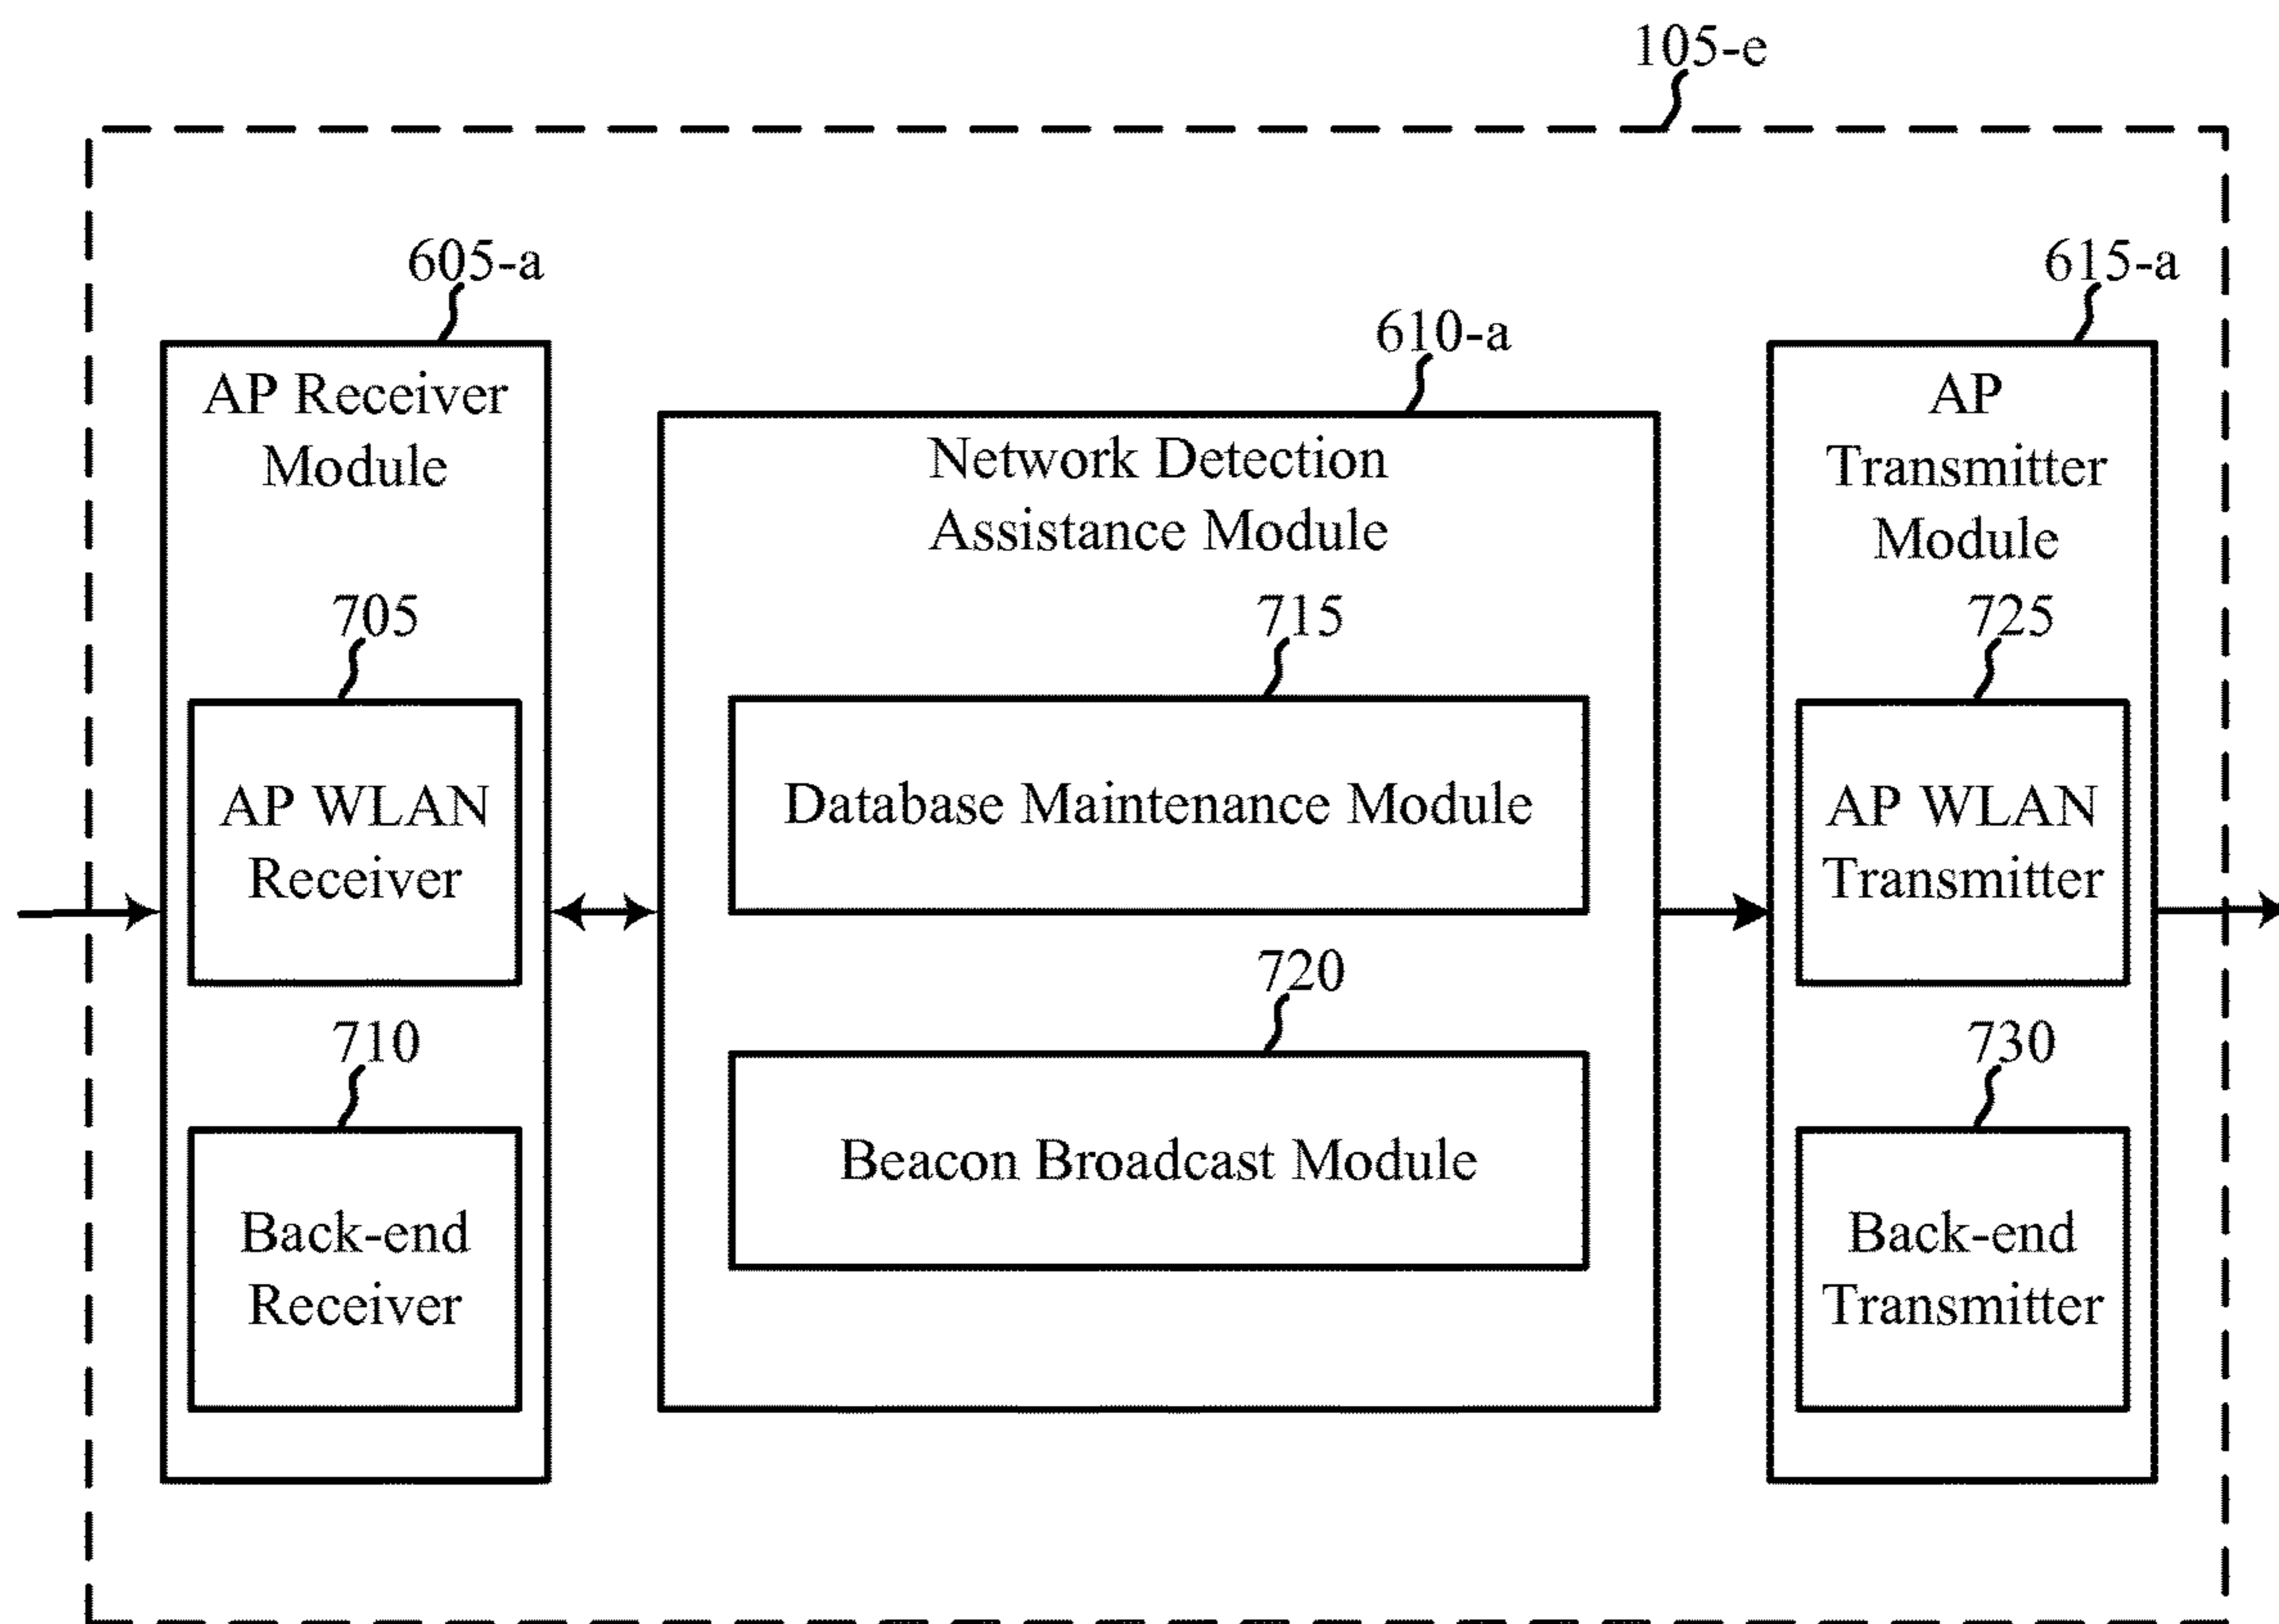 105-e
605-a
AP Receiver
Module
705
AP WLAN
Receiver
710
Back-end
Receiver
610-a
Network Detection
Assistance Module
715
Database Maintenance Module
720
Beacon Broadcast Module
615-a
AP
Transmitter
Module
725
AP WLAN
Transmitter
730
Back-end
Transmitter